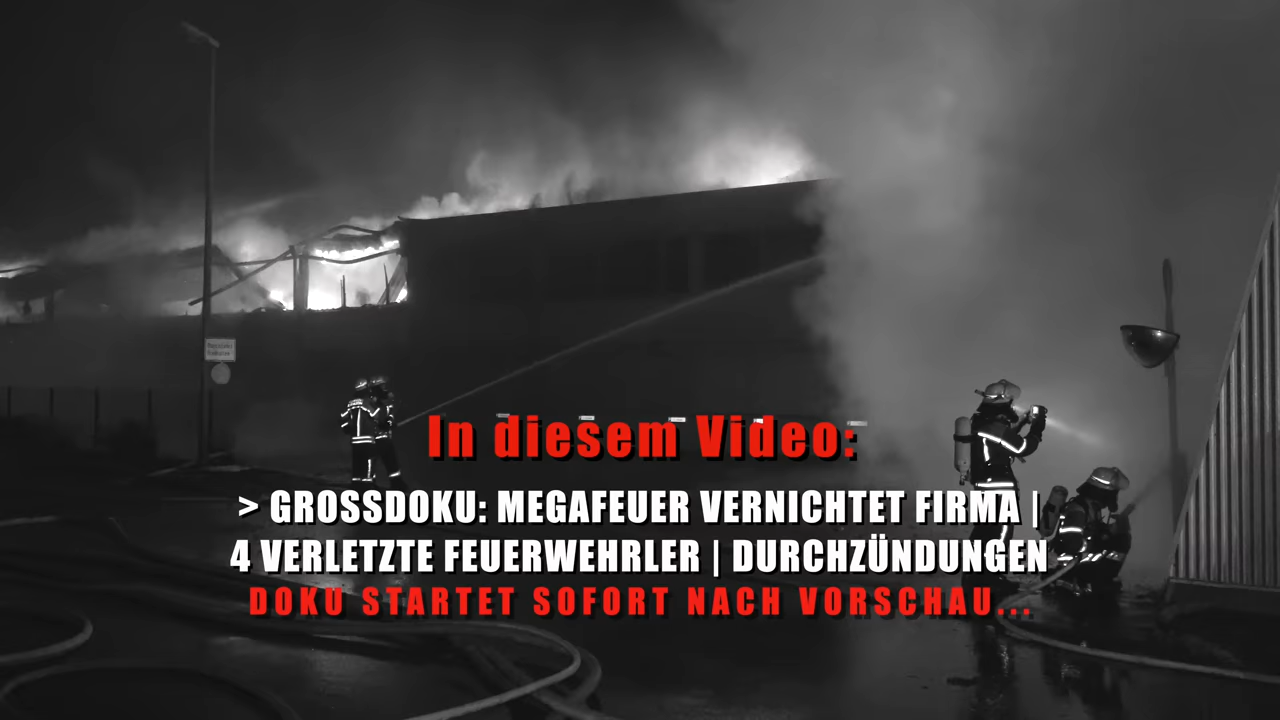 In diesem Video:
> GROSSDOKU: MEGAFEUER VERNICHTET FIRMA |
4 VERLETZTE FEUERWEHRLER | DURCHZÜNDUNGEN
DOKU STARTET SOFORT NACH VORSCHAU...